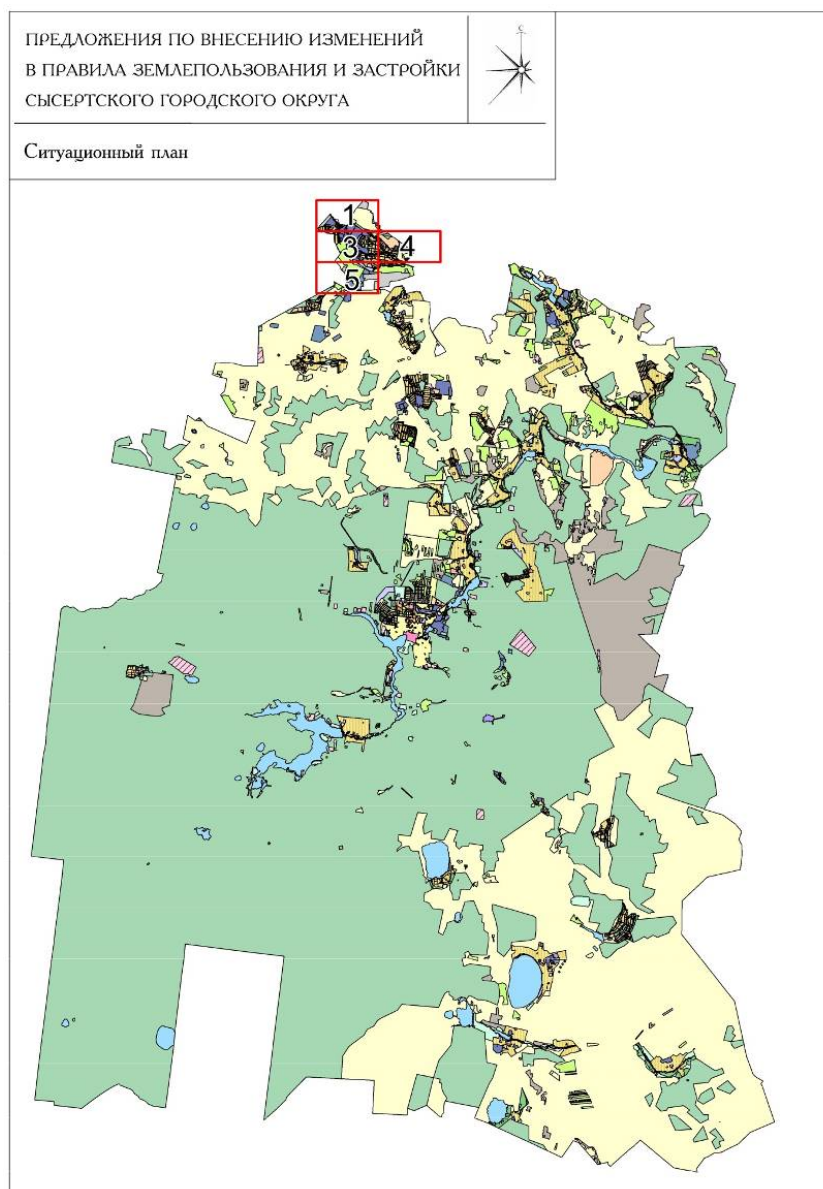 ПРЕДЛОЖЕНИЯ ПО ВНЕСЕНИЮ ИЗМЕНЕНИЙ
В ПРАВИЛА ЗЕМЛЕПОЛЬЗОВАНИЯ И ЗАСТРОЙКИ
СЫСЕРТСКОГО ГОРОДСКОГО ОКРУГА
С
Ситуационный план
1
3
4
5